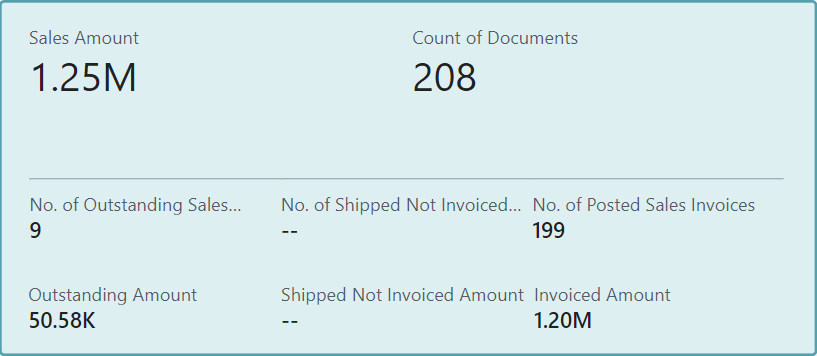 Sales Amount Count of Documents
1.25M 208
No. of Outstanding Sales... No. of Shipped Not Invoiced... No. of Posted Sales Invoices
9 -- 199
Outstanding Amount Shipped Not Invoiced Amount Invoiced Amount
50.58K -- 1.20M